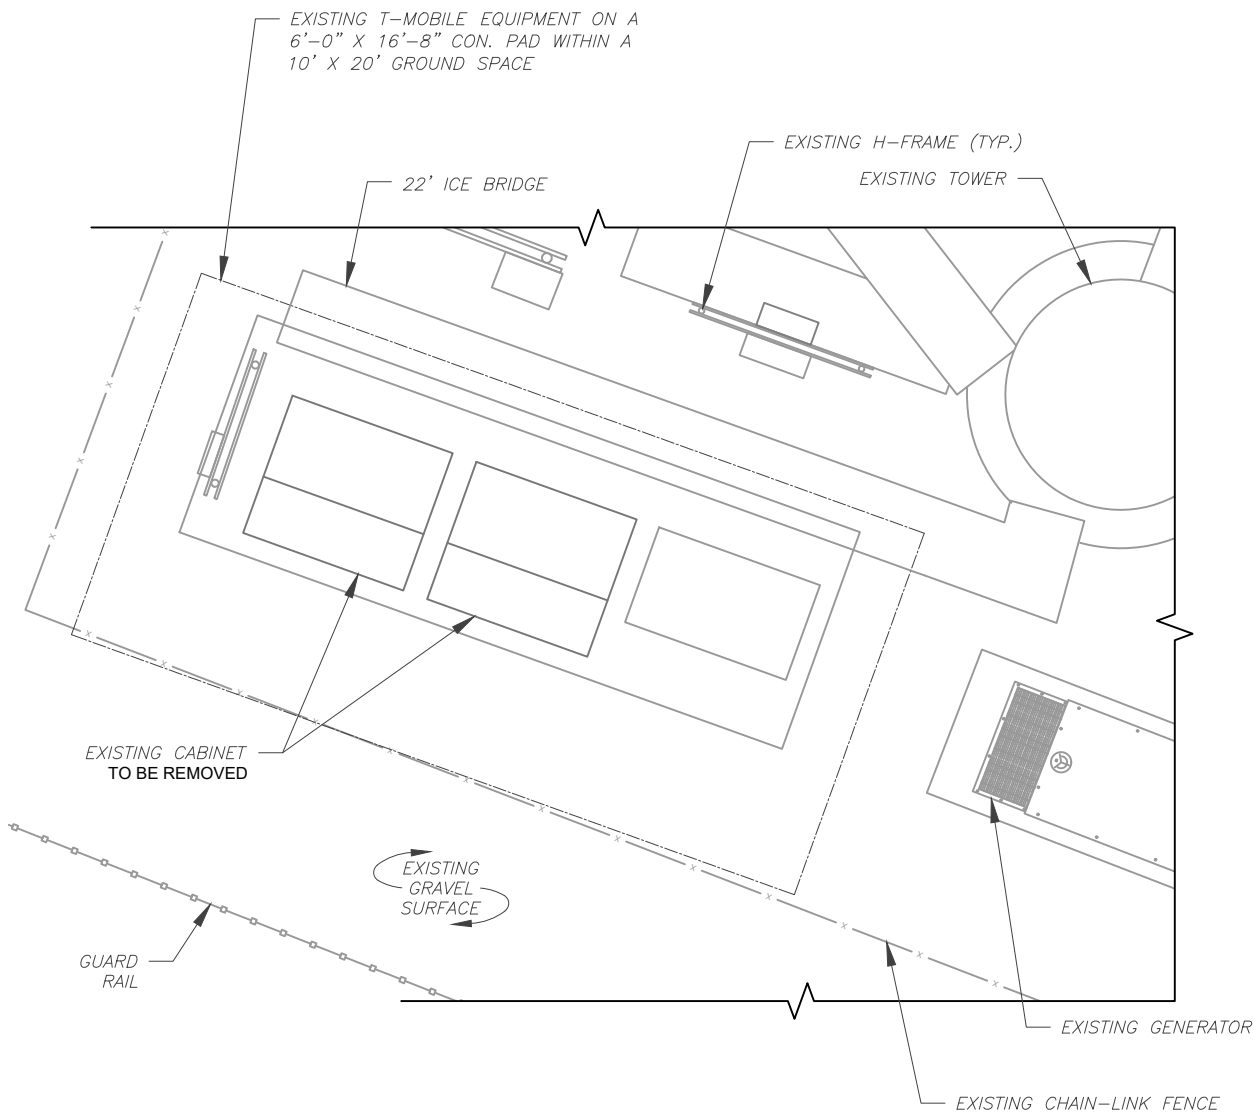 EXISTING T-MOBILE EQUIPMENT ON A
6'-0" X 16'-8" CON. PAD WITHIN A
10' X 20' GROUND SPACE
EXISTING H-FRAME (TYP.)
EXISTING TOWER
22' ICE BRIDGE
EXISTING CABINET
TO BE REMOVED
EXISTING
GRAVEL
SURFACE
GUARD
RAIL
EXISTING GENERATOR
EXISTING CHAIN-LINK FENCE